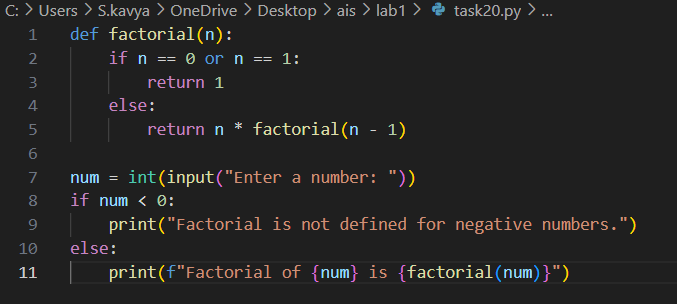 C: > Users > S.kavya > OneDrive > Desktop > ais > lab1 > task20.py > ...
1 def factorial(n):
2     if n == 0 or n == 1:
3         return 1
4     else:
5         return n * factorial(n - 1)
6
7 num = int(input("Enter a number: "))
8 if num < 0:
9     print("Factorial is not defined for negative numbers.")
10 else:
11     print(f"Factorial of {num} is {factorial(num)}")